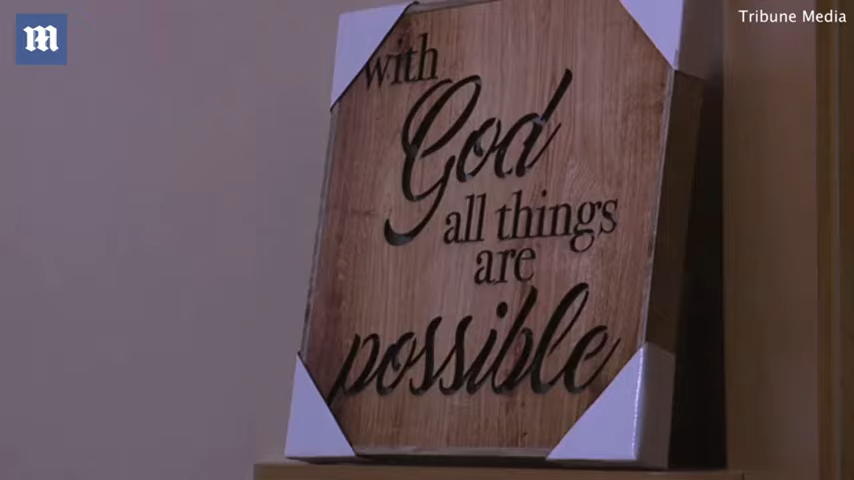 Tribune Media
with
God
all things
are
possible